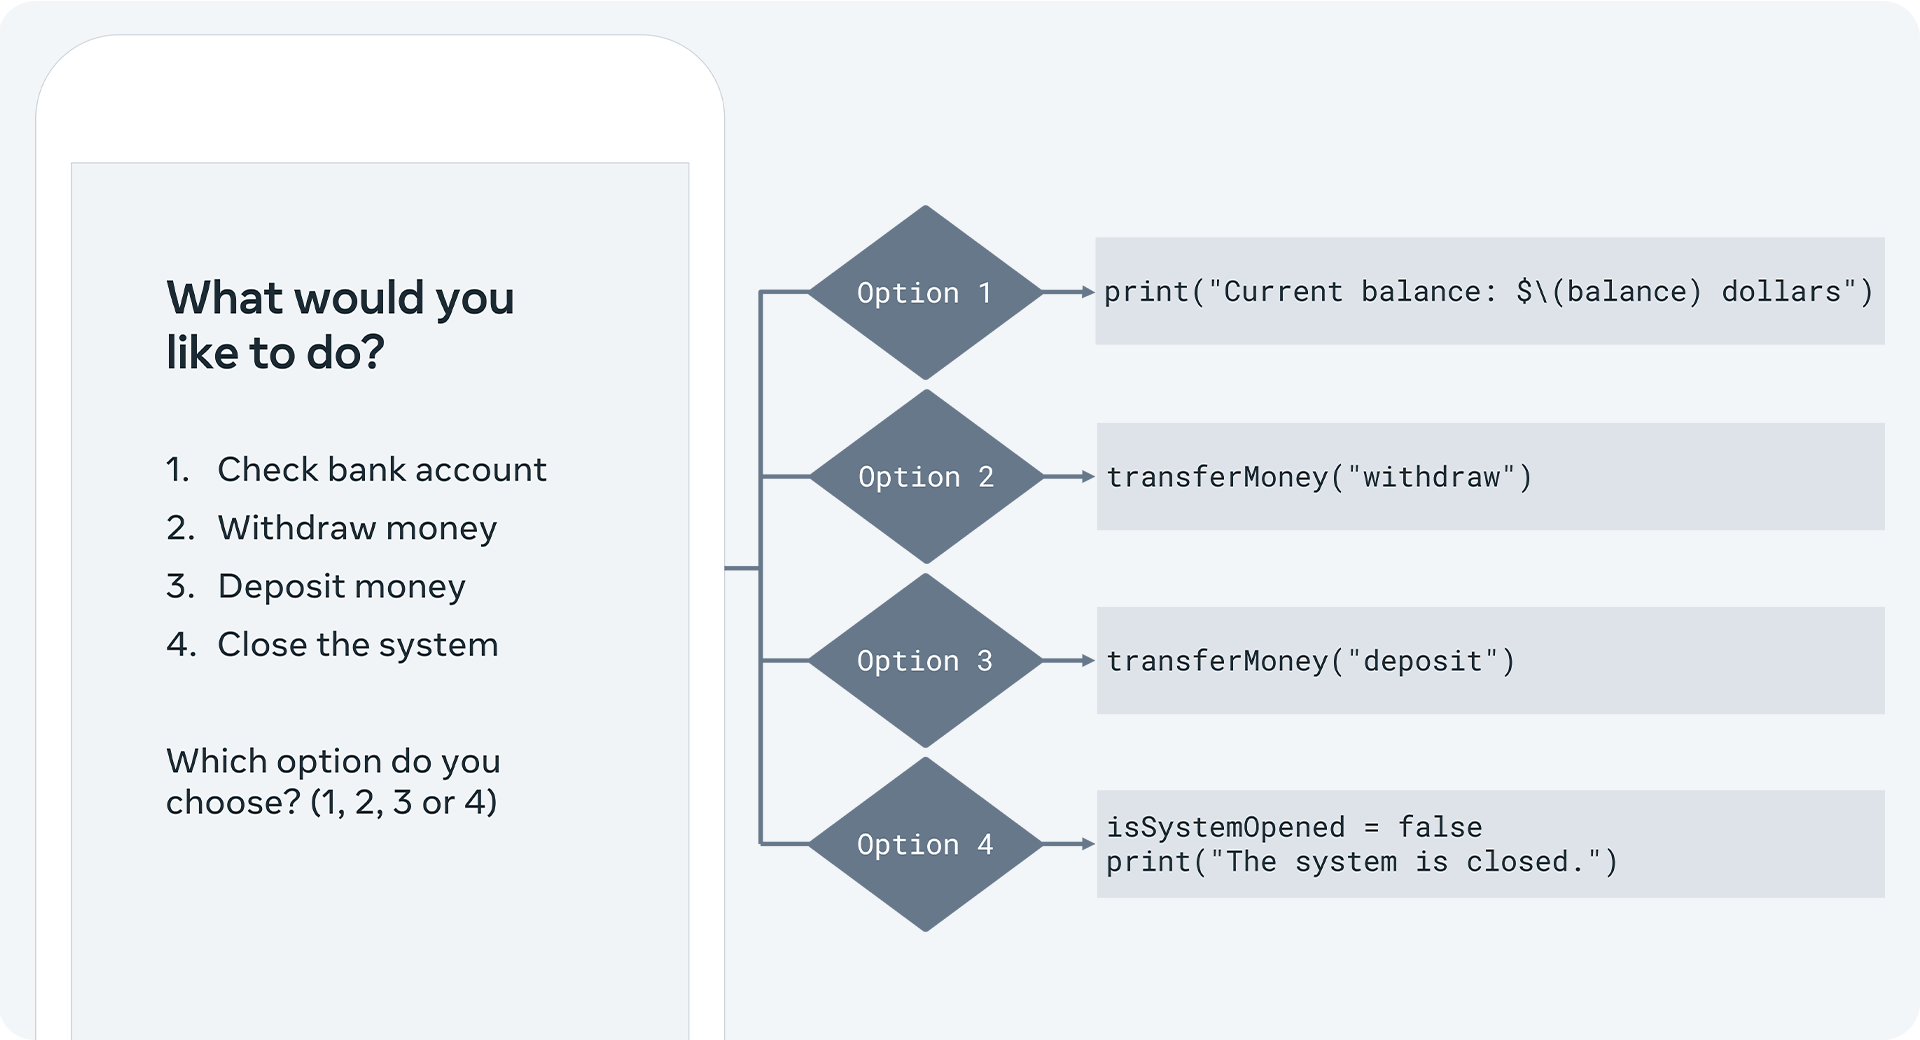 What would you
like to do?
1. Check bank account
2. Withdraw money
3. Deposit money
4. Close the system
Which option do you
choose? (1, 2, 3 or 4)
Option 1
print("Current balance: $\(balance) dollars")
Option 2
transferMoney("withdraw")
Option 3
transferMoney("deposit")
Option 4
isSystemOpened = false
print("The system is closed.")